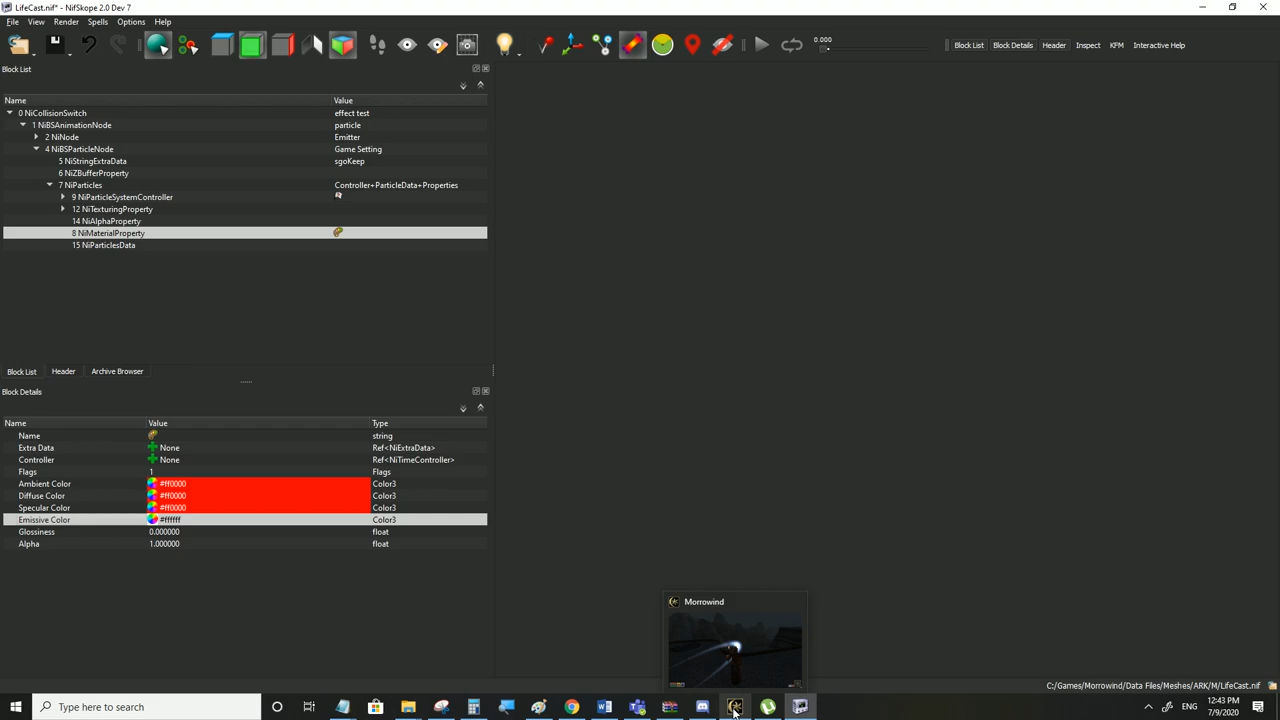 LifeCast.nif* - NifSkope 2.0 Dev 7
File View Render Spells Options Help
0.000
Block List Block Details Header Inspect KFM Interactive Help
Block List
Name Value
0 NiCollisionSwitch effect test
1 NiBSAnimationNode particle
2 NiNode Emitter
4 NiBSParticleNode Game Setting
5 NiStringExtraData sgoKeep
6 NiZBufferProperty
7 NiParticles Controller+ParticleData+Properties
9 NiParticleSystemController
12 NiTexturingProperty
14 NiAlphaProperty
8 NiMaterialProperty
15 NiParticlesData
Block List Header Archive Browser
Block Details
Name Value Type
Name string
Extra Data None Ref<NiExtraData>
Controller None Ref<NiTimeController>
Flags 1 Flags
Ambient Color #ff0000 Color3
Diffuse Color #ff0000 Color3
Specular Color #ff0000 Color3
Emissive Color #ffffff Color3
Glossiness 0.000000 float
Alpha 1.000000 float
Morrowind
C:/Games/Morrowind/Data Files/Meshes/ARK/M/LifeCast.nif
Type here to search
ENG
12:43 PM
7/9/2020